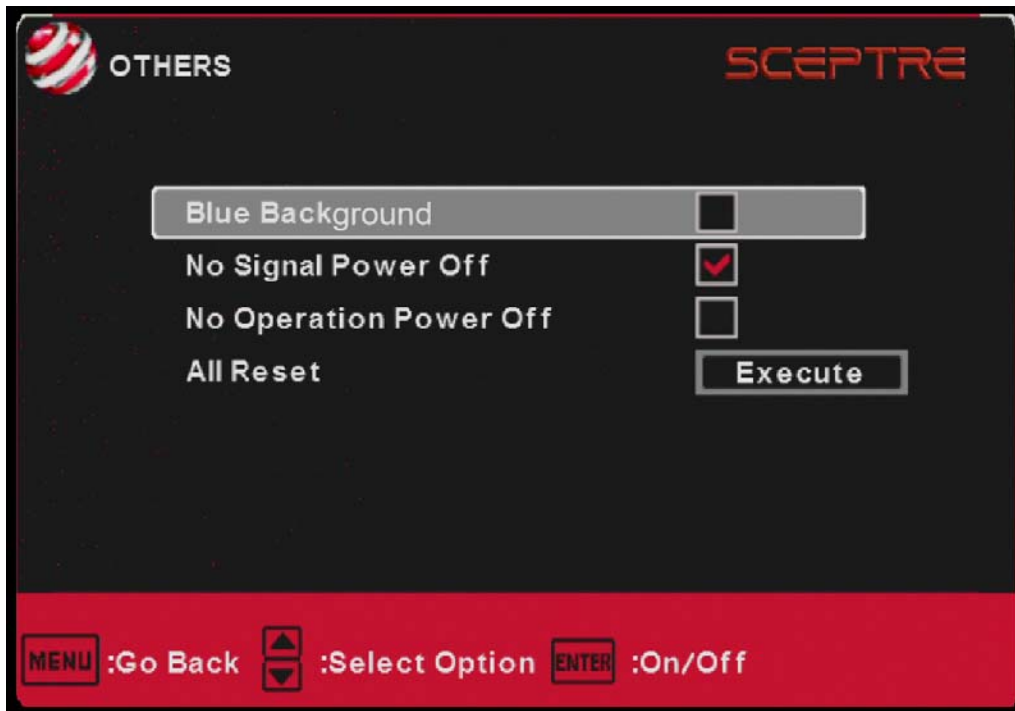 OTHERS SCEPTRE
Blue Background
No Signal Power Off
No Operation Power Off
All Reset Execute
MENU :Go Back :Select Option ENTER :On/Off